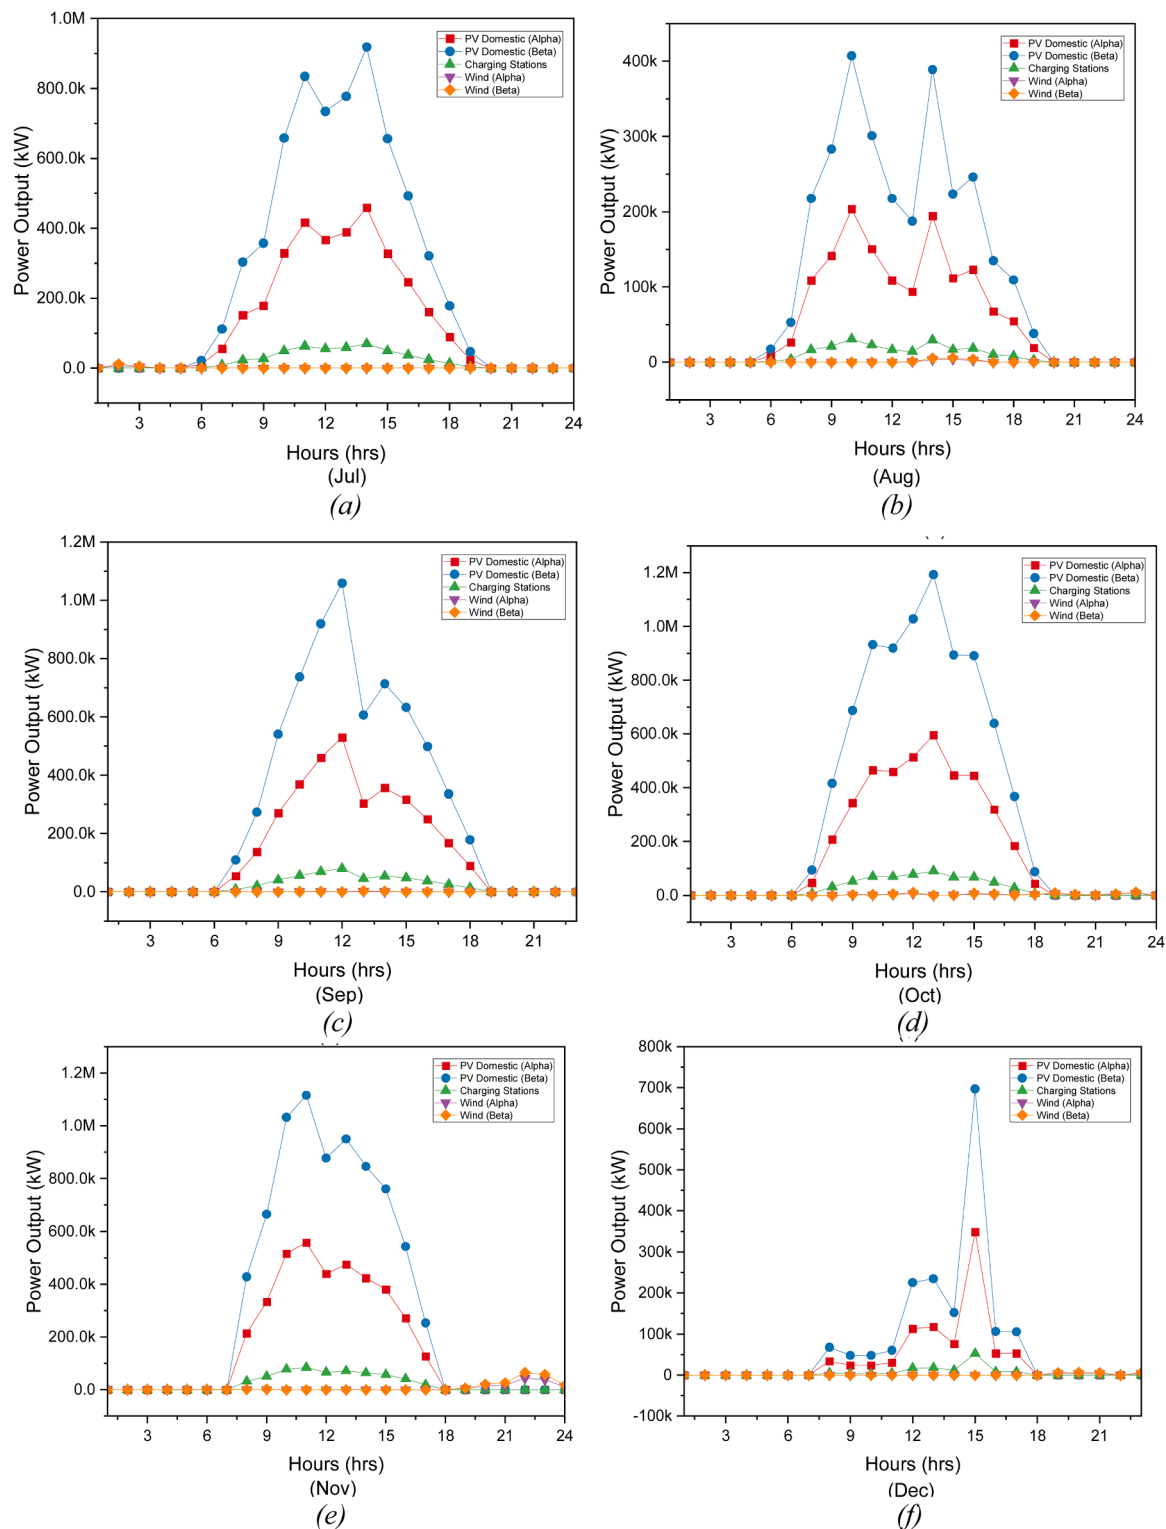 1.0M
800.0k
600.0k
400.0k
200.0k
0.0
Power Output (kW)
PV Domestic (Alpha)
PV Domestic (Beta)
Charging Stations
Wind (Alpha)
Wind (Beta)
3 6 9 12 15 18 21 24
Hours (hrs)
(Jul)
(a)
400k
300k
200k
100k
0
Power Output (kW)
PV Domestic (Alpha)
PV Domestic (Beta)
Charging Stations
Wind (Alpha)
Wind (Beta)
3 6 9 12 15 18 21 24
Hours (hrs)
(Aug)
(b)
1.2M
1.0M
800.0k
600.0k
400.0k
200.0k
0.0
Power Output (kW)
PV Domestic (Alpha)
PV Domestic (Beta)
Charging Stations
Wind (Alpha)
Wind (Beta)
3 6 9 12 15 18 21
Hours (hrs)
(Sep)
(c)
1.2M
1.0M
800.0k
600.0k
400.0k
200.0k
0.0
Power Output (kW)
PV Domestic (Alpha)
PV Domestic (Beta)
Charging Stations
Wind (Alpha)
Wind (Beta)
3 6 9 12 15 18 21 24
Hours (hrs)
(Oct)
(d)
1.2M
1.0M
800.0k
600.0k
400.0k
200.0k
0.0
Power Output (kW)
PV Domestic (Alpha)
PV Domestic (Beta)
Charging Stations
Wind (Alpha)
Wind (Beta)
3 6 9 12 15 18 21 24
Hours (hrs)
(Nov)
(e)
800k
700k
600k
500k
400k
300k
200k
100k
0
-100k
Power Output (kW)
PV Domestic (Alpha)
PV Domestic (Beta)
Charging Stations
Wind (Alpha)
Wind (Beta)
3 6 9 12 15 18 21
Hours (hrs)
(Dec)
(f)